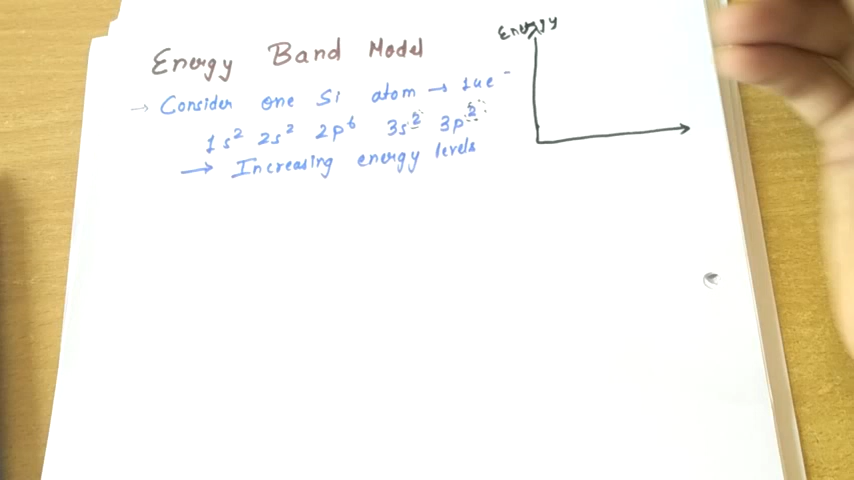 Energy Band Model
→ Consider one Si atom → 14e⁻
1s² 2s² 2p⁶ 3s² 3p²
→ Increasing energy levels
Energy